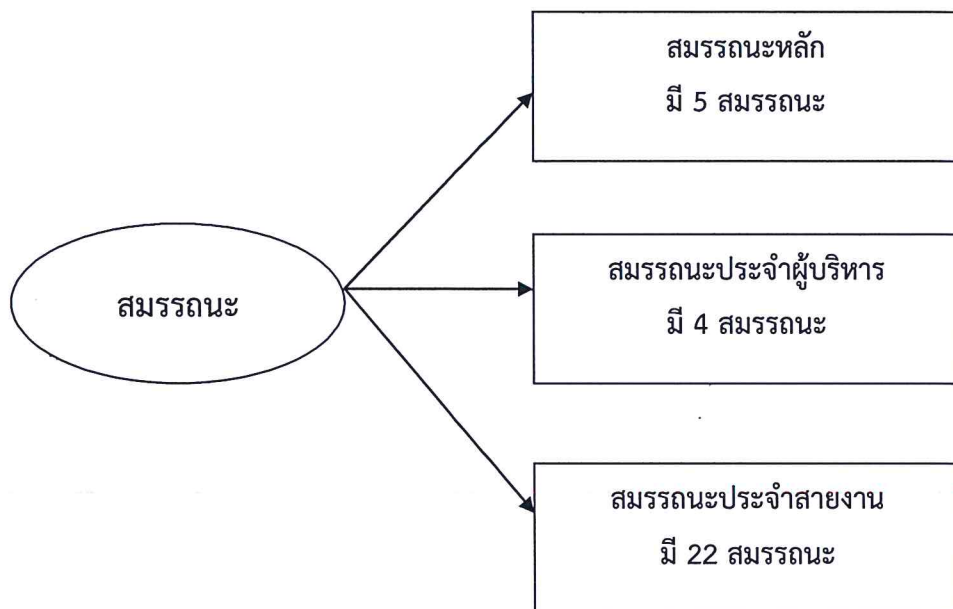 สมรรถนะหลัก
มี 5 สมรรถนะ
สมรรถนะ
สมรรถนะประจำผู้บริหาร
มี 4 สมรรถนะ
สมรรถนะประจำสายงาน
มี 22 สมรรถนะ